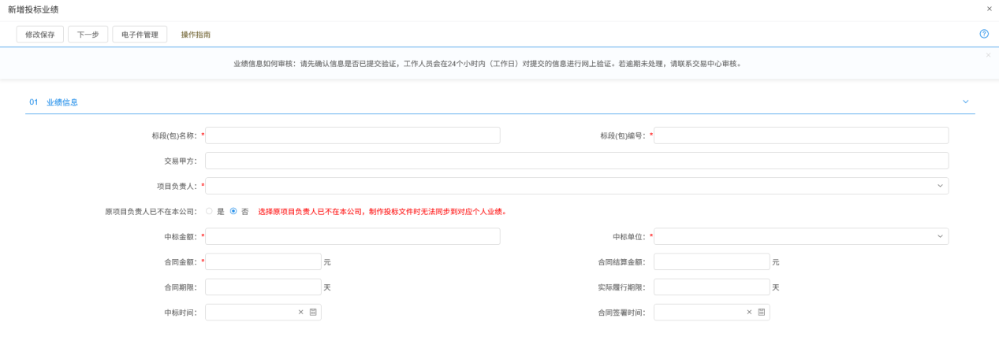 新增投标业绩
修改保存 下一步 电子件管理 操作指南
业绩信息如何审核：请先确认信息是否已提交验证，工作人员会在24个小时内（工作日）对提交的信息进行网上验证。若逾期未处理，请联系交易中心审核。
01 业绩信息
标段(包)名称：* 标段(包)编号：*
交易甲方：
项目负责人：*
原项目负责人已不在本公司： 是 否 选择原项目负责人已不在本公司，制作投标文件时无法同步到对应个人业绩。
中标金额：* 中标单位：*
合同金额：* 元 合同结算金额： 元
合同期限： 天 实际履行期限： 天
中标时间： 合同签署时间：